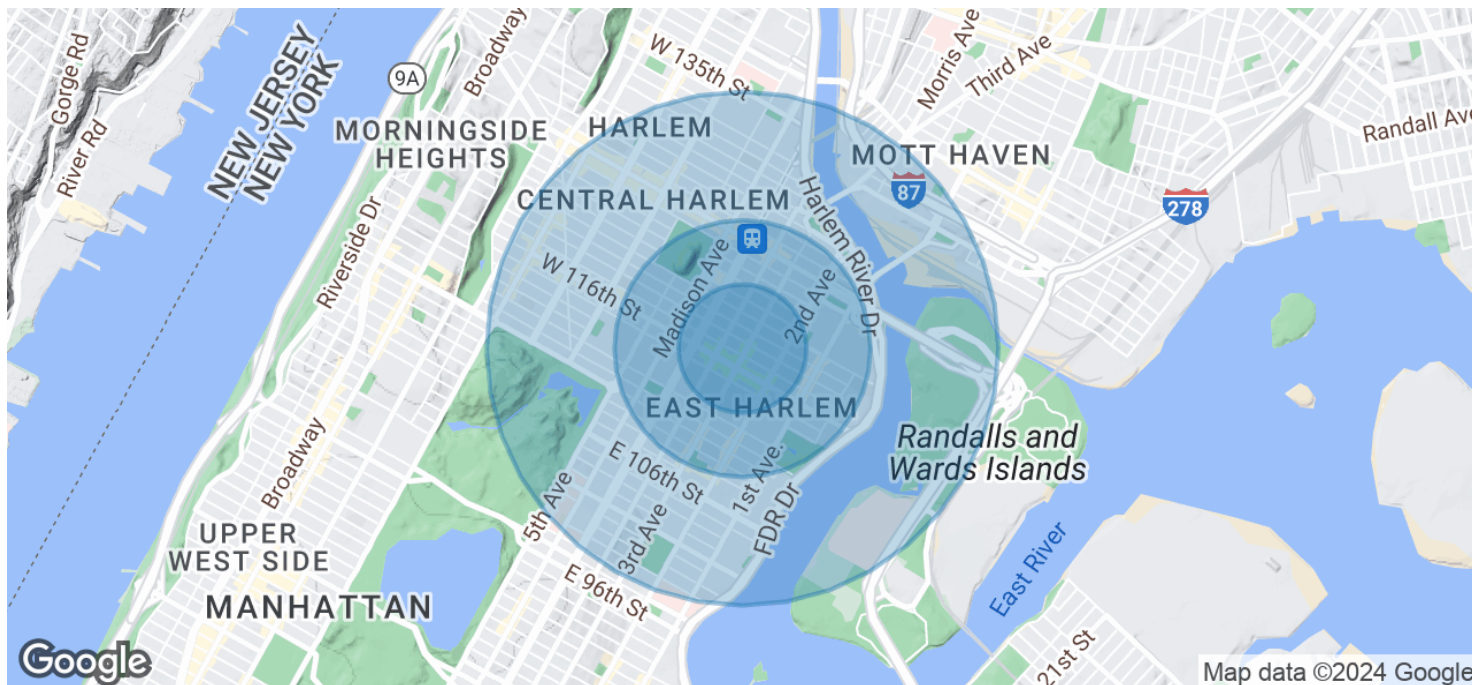 Gorge Rd
River Rd
NEW JERSEY
NEW YORK
9A
Broadway
MORNINGSIDE
HEIGHTS
Riverside Dr
W 135th St
HARLEM
CENTRAL HARLEM
W 116th St
Madison Ave
2nd Ave
Harlem River Dr
MOTT HAVEN
87
278
Morris Ave
Third Ave
Randall Ave
EAST HARLEM
E 106th St
1st Ave.
FDR Dr
5th Ave
3rd Ave
E 96th St
Randalls and
Wards Islands
East River
21st St
Broadway
UPPER
WEST SIDE
MANHATTAN
Google
Map data ©2024 Google